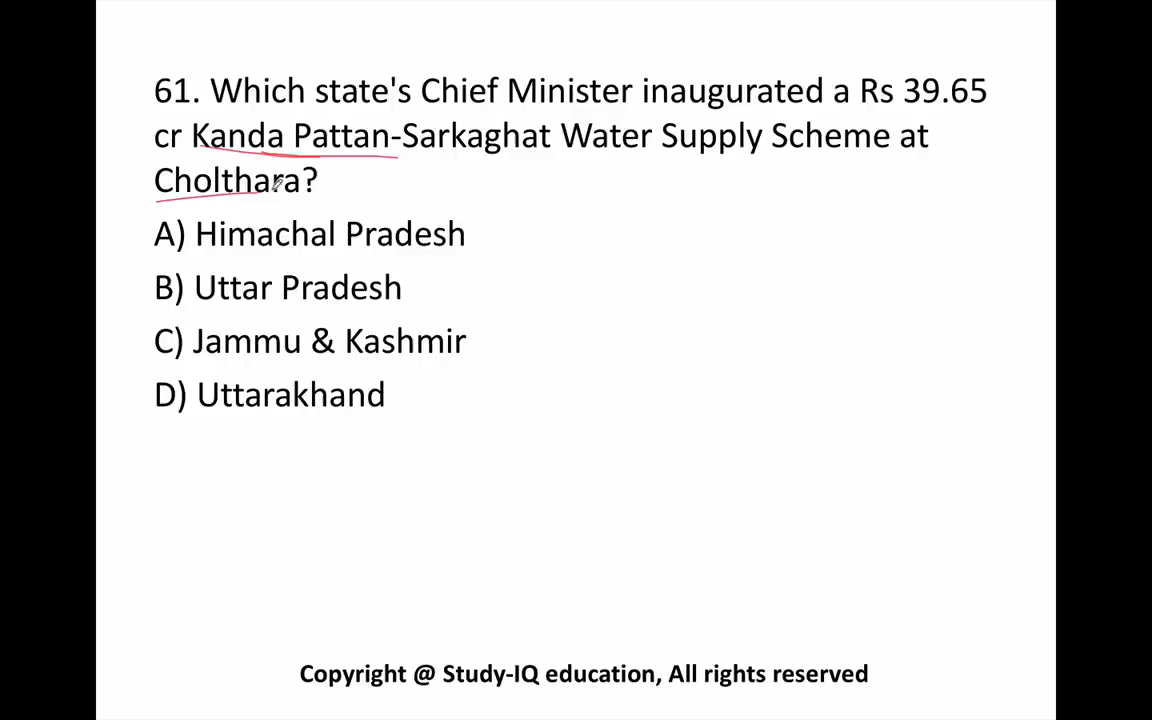 61. Which state's Chief Minister inaugurated a Rs 39.65
cr Kanda Pattan-Sarkaghat Water Supply Scheme at
Cholthara?
A) Himachal Pradesh
B) Uttar Pradesh
C) Jammu & Kashmir
D) Uttarakhand
Copyright @ Study-IQ education, All rights reserved